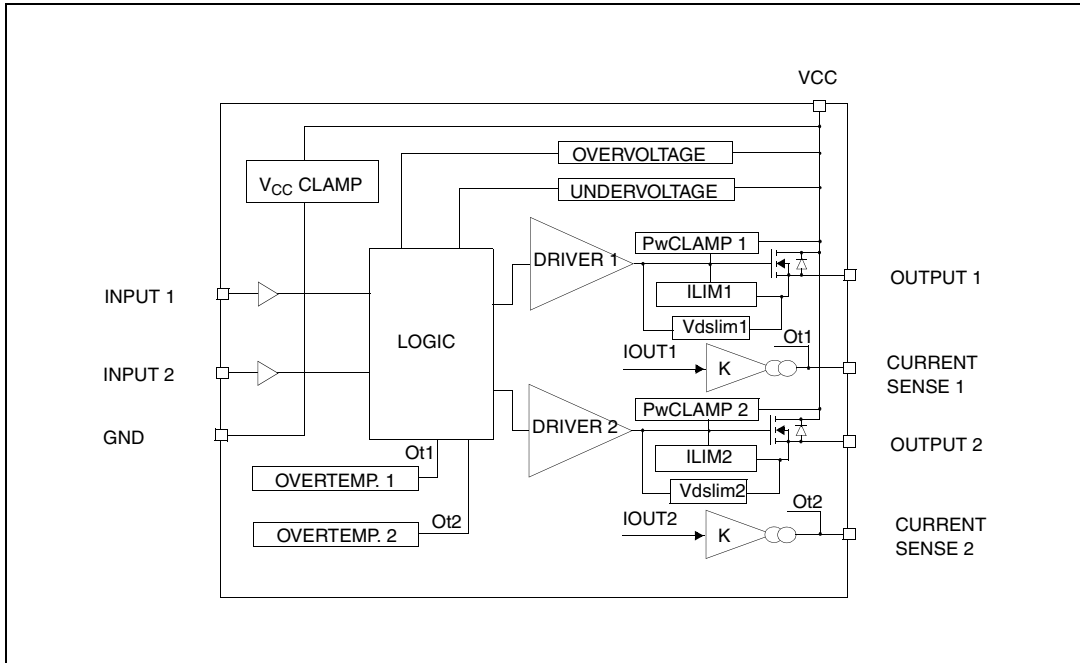 VCC
OVERVOLTAGE
VCC CLAMP
UNDERVOLTAGE
PwCLAMP 1
DRIVER 1
OUTPUT 1
INPUT 1
ILIM1
LOGIC
Vdslim1
Ot1
IOUT1
K
CURRENT
SENSE 1
INPUT 2
PwCLAMP 2
GND
DRIVER 2
OUTPUT 2
Ot1
ILIM2
OVERTEMP. 1
Vdslim2
Ot2
Ot2
IOUT2
OVERTEMP. 2
K
CURRENT
SENSE 2